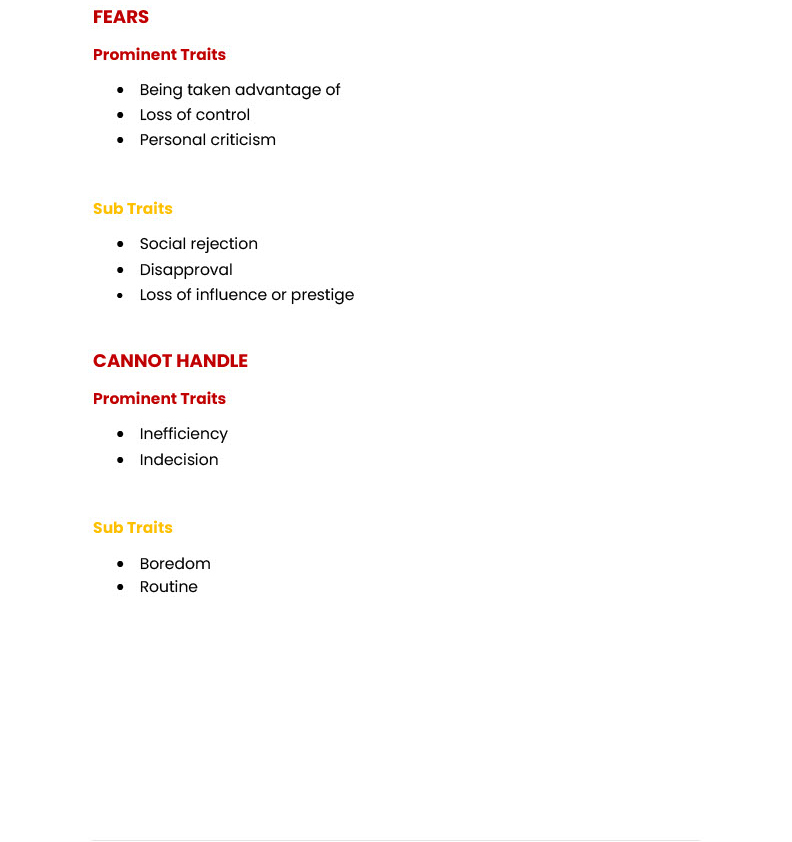 FEARS
Prominent Traits
• Being taken advantage of
• Loss of control
• Personal criticism
Sub Traits
• Social rejection
• Disapproval
• Loss of influence or prestige
CANNOT HANDLE
Prominent Traits
• Inefficiency
• Indecision
Sub Traits
• Boredom
• Routine